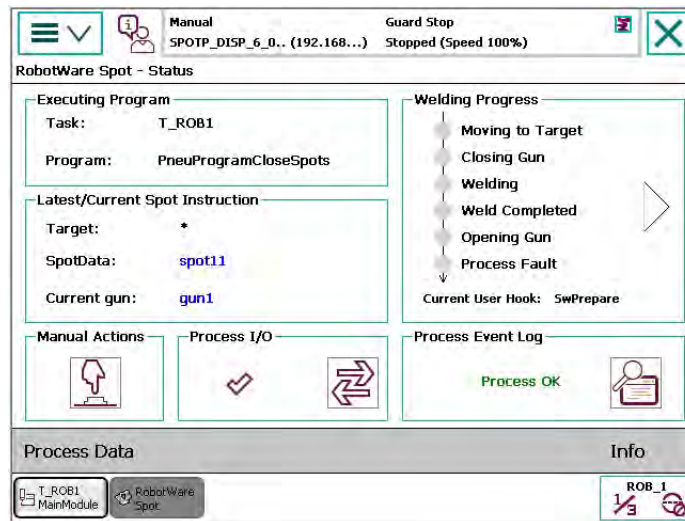 Manual
Guard Stop
SPOTP_DISP_6_0.. (192.168...)
Stopped (Speed 100%)
RobotWare Spot - Status
Executing Program
Task: T_ROB1
Program: PneuProgramCloseSpots
Latest/Current Spot Instruction
Target: *
SpotData: spot11
Current gun: gun1
Welding Progress
Moving to Target
Closing Gun
Welding
Weld Completed
Opening Gun
Process Fault
Current User Hook: SwPrepare
Manual Actions
Process I/O
Process Event Log
Process OK
Process Data
Info
T_ROB1
MainModule
RobotWare
Spot
ROB_1
1/3